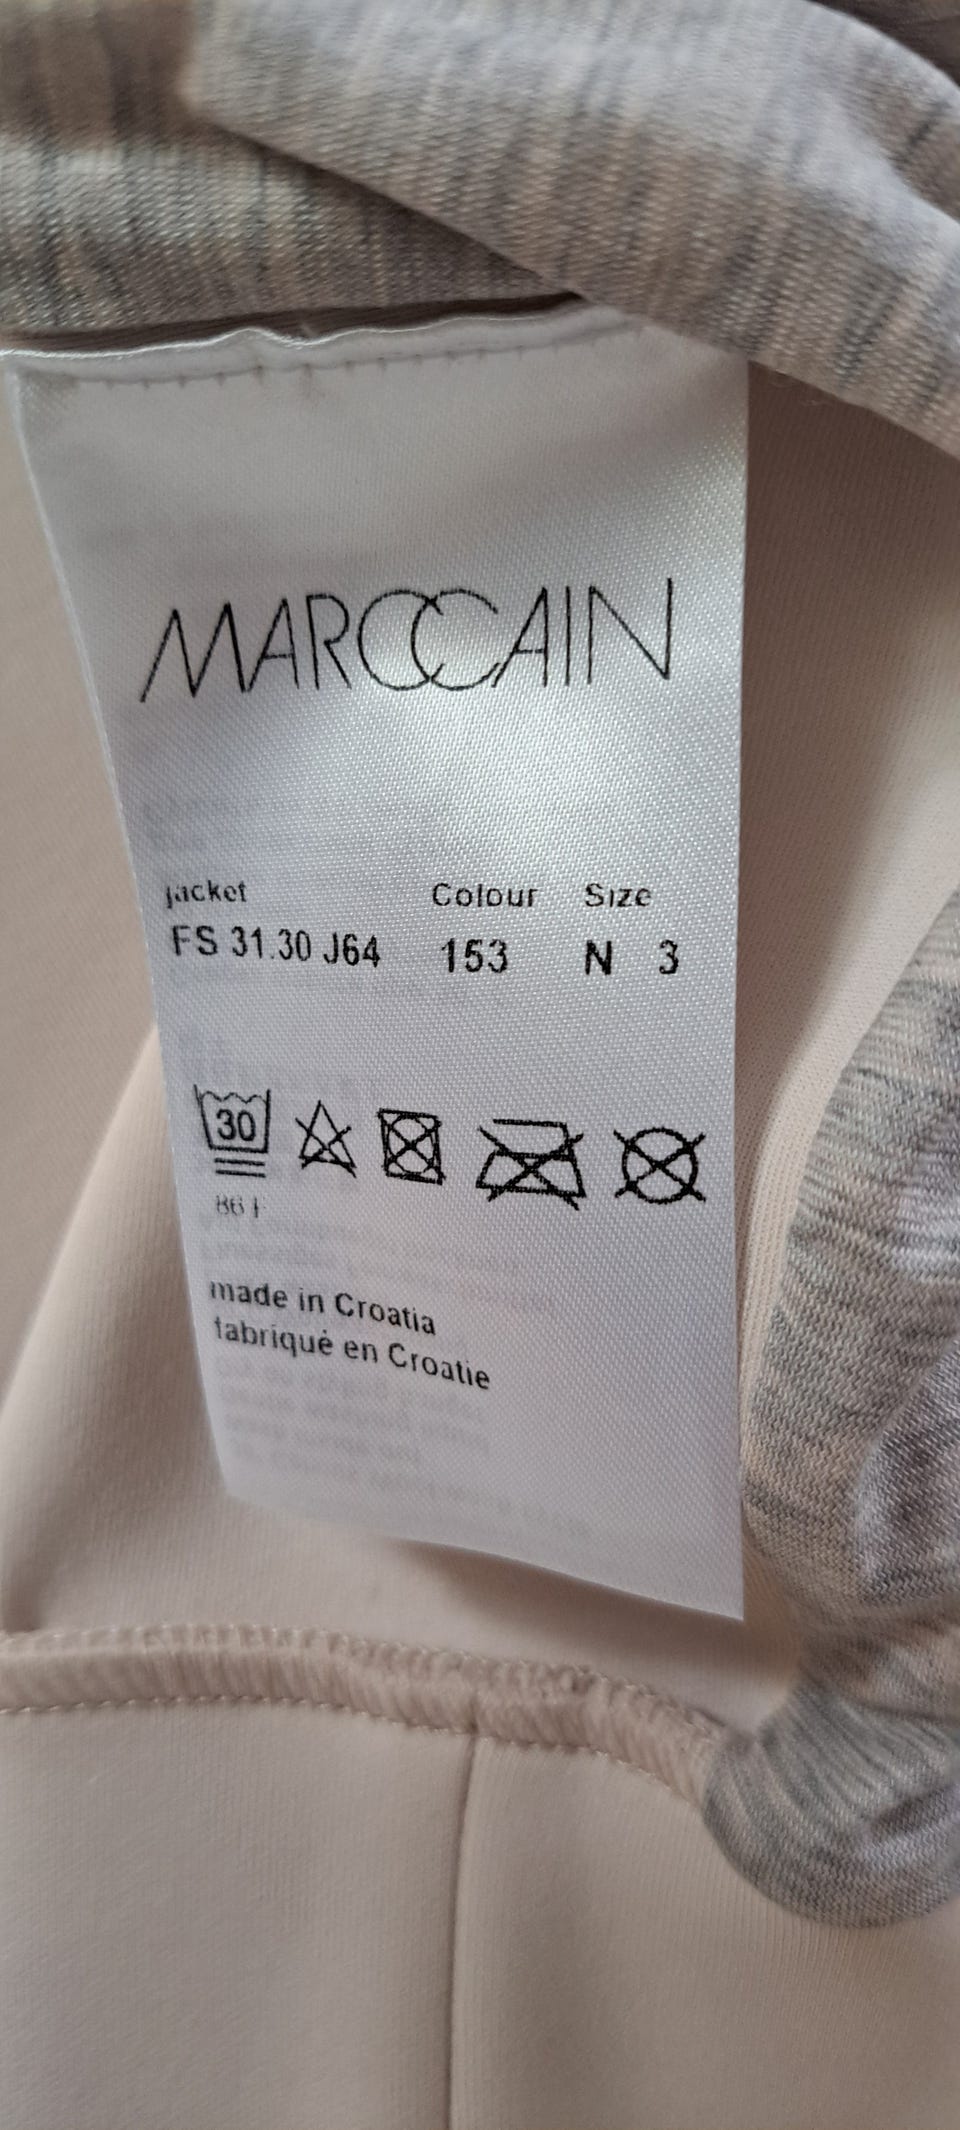 MARCCAIN
jacket Colour Size
FS 31.30 J64 153 N 3
30
86 F
made in Croatia
fabriqué en Croatie